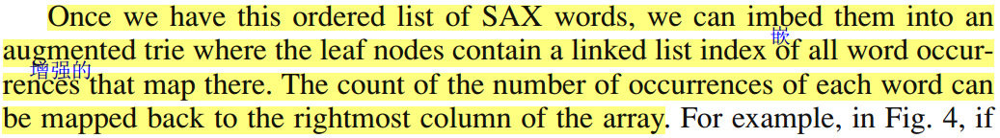 Once we have this ordered list of SAX words, we can imbed them into an
嵌
augmented trie where the leaf nodes contain a linked list index of all word occur-
增强的
rences that map there. The count of the number of occurrences of each word can
be mapped back to the rightmost column of the array. For example, in Fig. 4, if